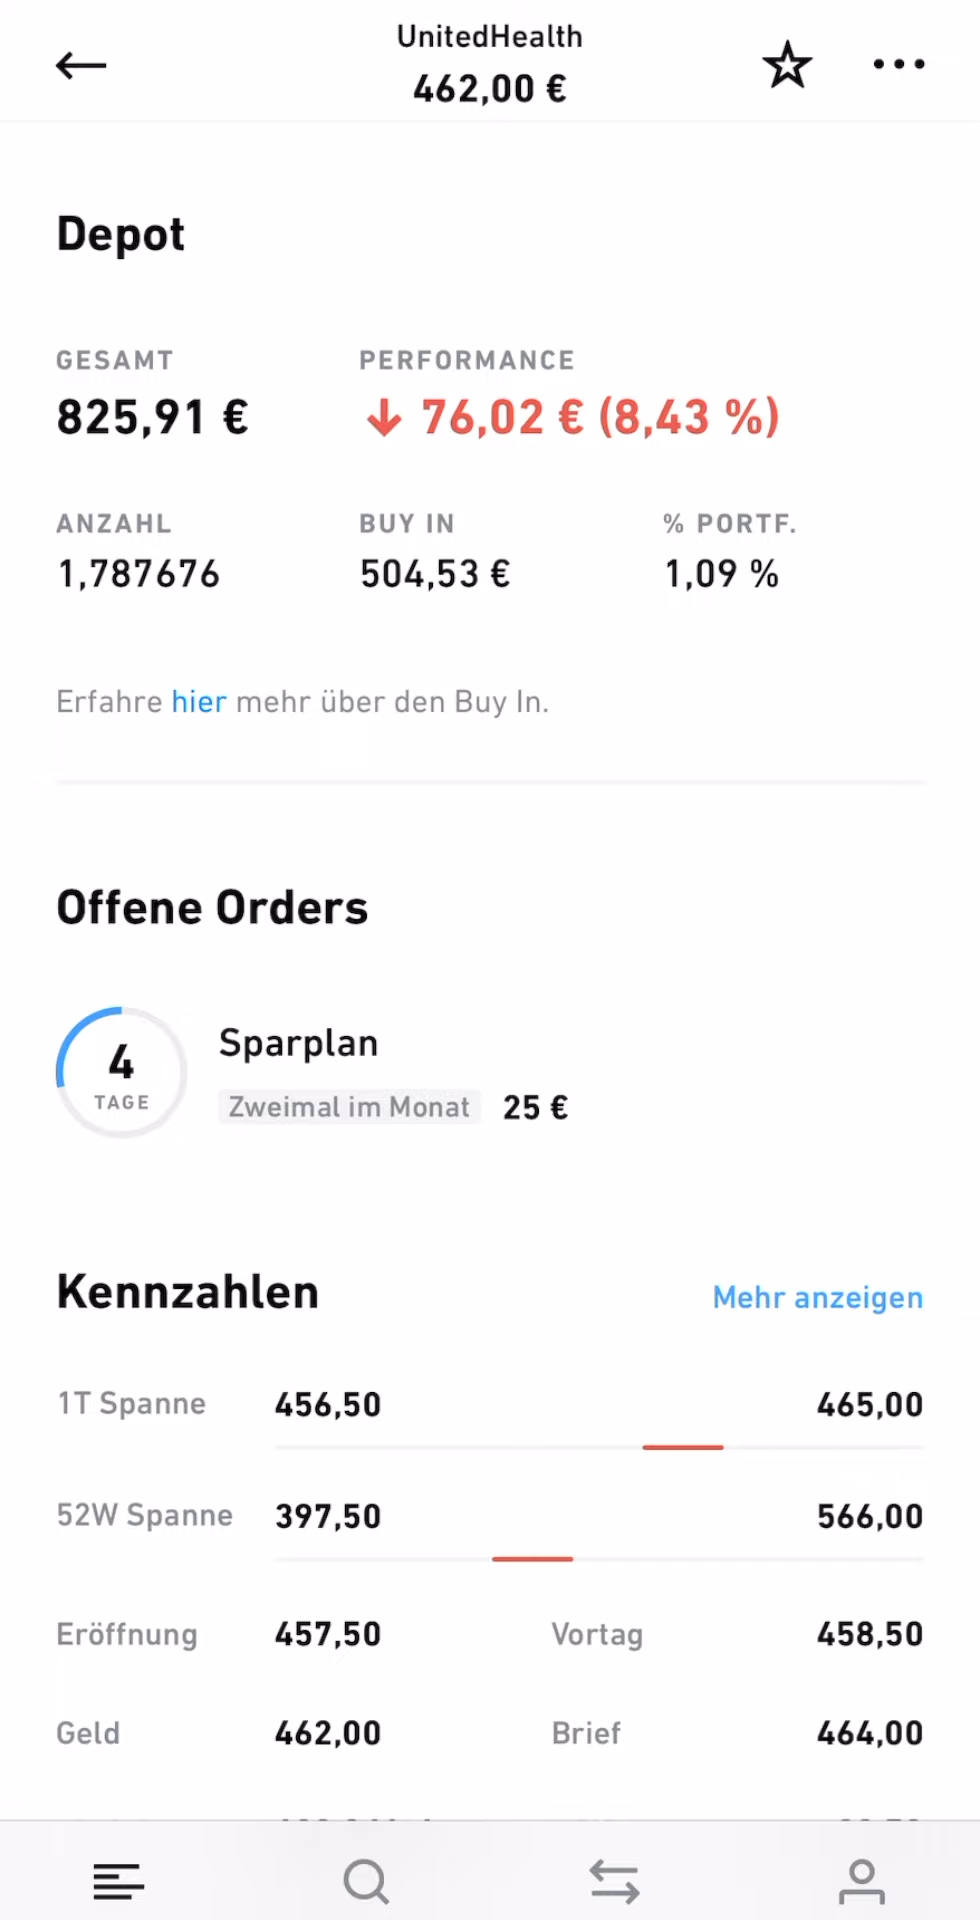 UnitedHealth
462,00 €
Depot
GESAMT PERFORMANCE
825,91 € 76,02 € (8,43 %)
ANZAHL BUY IN % PORTF.
1,787676 504,53 € 1,09 %
Erfahre hier mehr über den Buy In.
Offene Orders
4
TAGE
Sparplan
Zweimal im Monat 25 €
Kennzahlen Mehr anzeigen
1T Spanne 456,50 465,00
52W Spanne 397,50 566,00
Eröffnung 457,50 Vortag 458,50
Geld 462,00 Brief 464,00